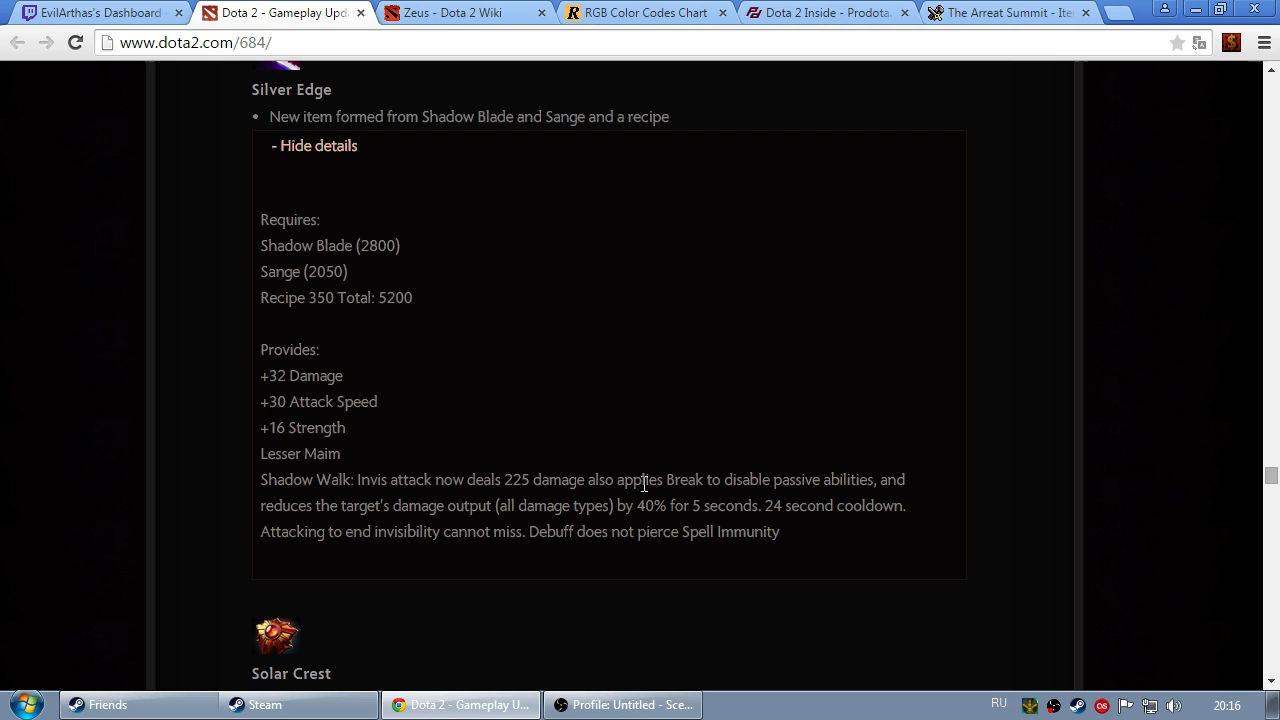 EvilArthas's Dashboard
Dota 2 - Gameplay Upd
Zeus - Dota 2 Wiki
RGB Color Codes Chart
Dota 2 Inside - Prodota
The Arreat Summit - Ite
www.dota2.com/684/
Silver Edge
• New item formed from Shadow Blade and Sange and a recipe
- Hide details
Requires:
Shadow Blade (2800)
Sange (2050)
Recipe 350 Total: 5200
Provides:
+32 Damage
+30 Attack Speed
+16 Strength
Lesser Maim
Shadow Walk: Invis attack now deals 225 damage also applies Break to disable passive abilities, and
reduces the target's damage output (all damage types) by 40% for 5 seconds. 24 second cooldown.
Attacking to end invisibility cannot miss. Debuff does not pierce Spell Immunity
Solar Crest
Friends
Steam
Dota 2 - Gameplay U...
Profile: Untitled - Sce...
RU
20:16